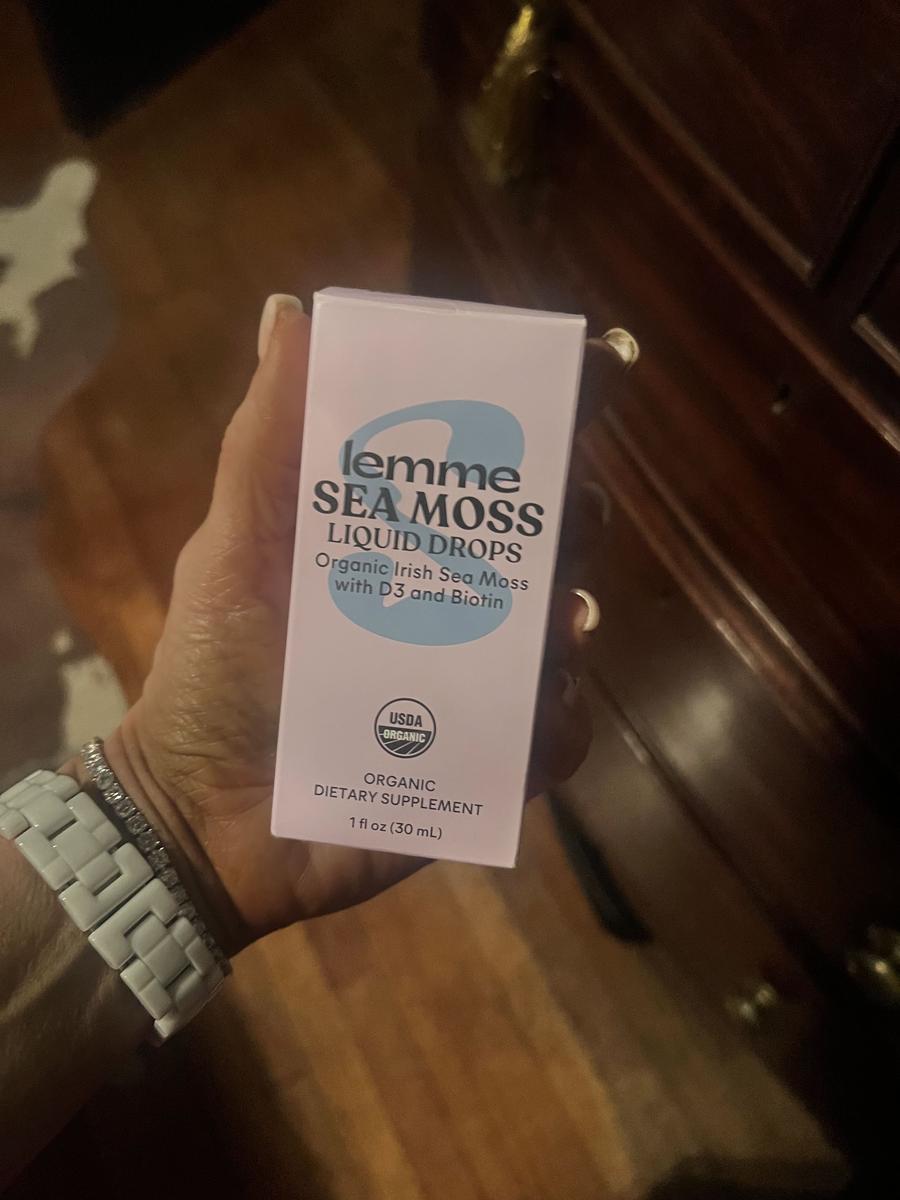 lemme
SEA MOSS
LIQUID DROPS
Organic Irish Sea Moss
with D3 and Biotin
USDA
ORGANIC
ORGANIC
DIETARY SUPPLEMENT
1 fl oz (30 mL)